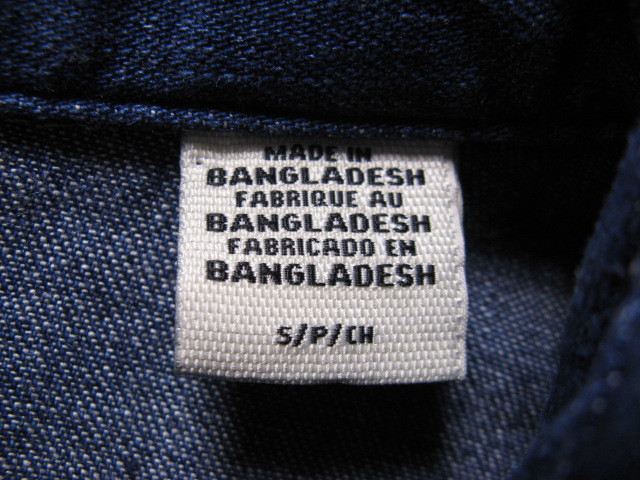 MADE IN
BANGLADESH
FABRIQUE AU
BANGLADESH
FABRICADO EN
BANGLADESH
S/P/CH